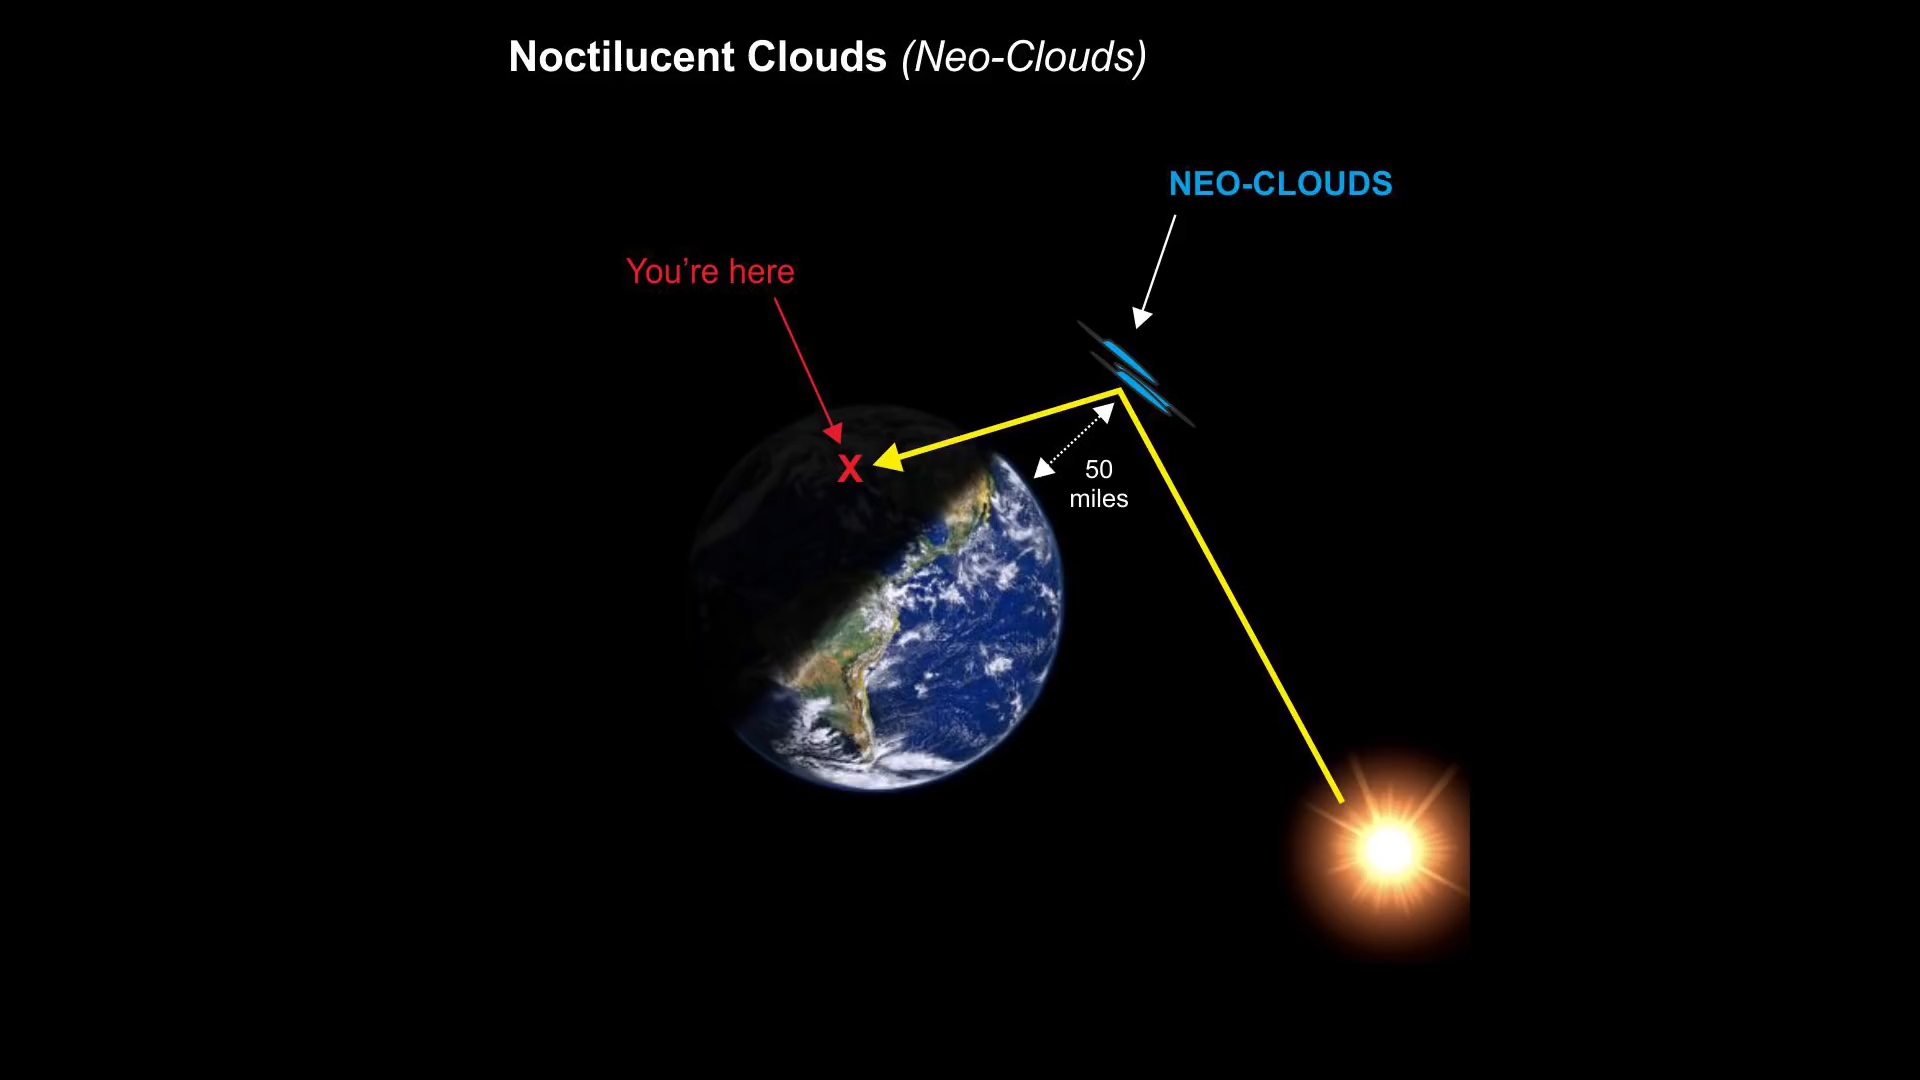 Noctilucent Clouds (Neo-Clouds)
NEO-CLOUDS
You’re here
X
50
miles